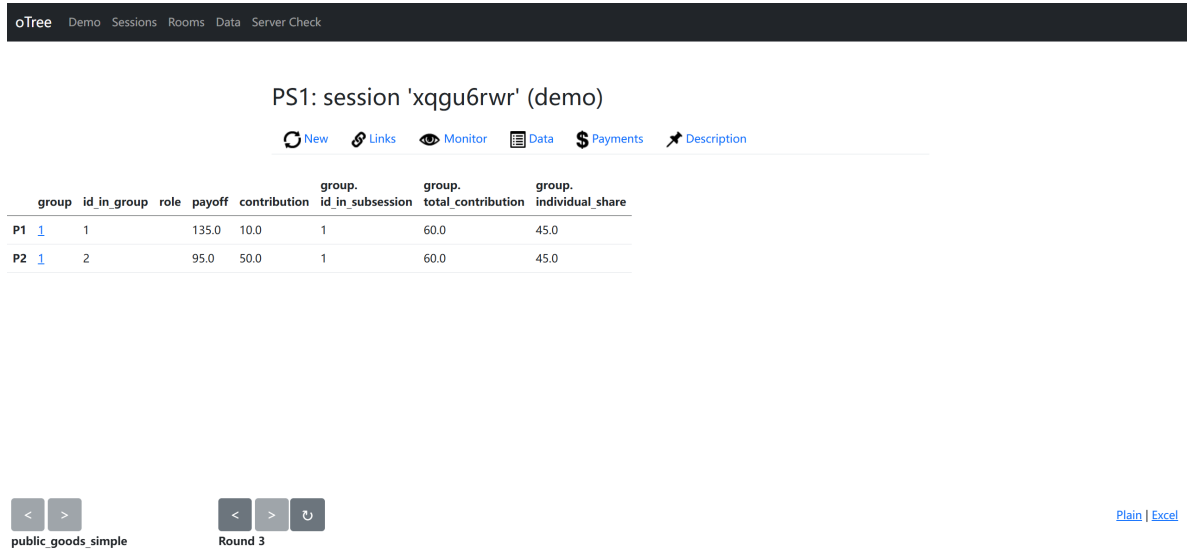 oTree Demo Sessions Rooms Data Server Check
PS1: session 'xqgu6rwr' (demo)
New Links Monitor Data $ Payments Description
group id_in_group role payoff contribution group. id_in_subsession group. total_contribution group. individual_share
P1 1 1 135.0 10.0 1 60.0 45.0
P2 1 2 95.0 50.0 1 60.0 45.0
< > < > ↻ Plain | Excel
public_goods_simple Round 3